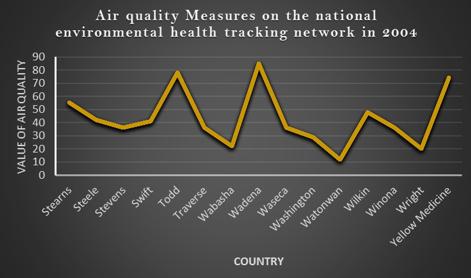 Air quality Measures on the national
environmental health tracking network in 2004
VALUE OF AIR QUALITY
90
80
70
60
50
40
30
20
10
0
Stearns
Steele
Stevens
Swift
Todd
Traverse
Wabasha
Wadena
Waseca
Washington
Watonwan
Wilkin
Winona
Wright
Yellow Medicine
COUNTRY